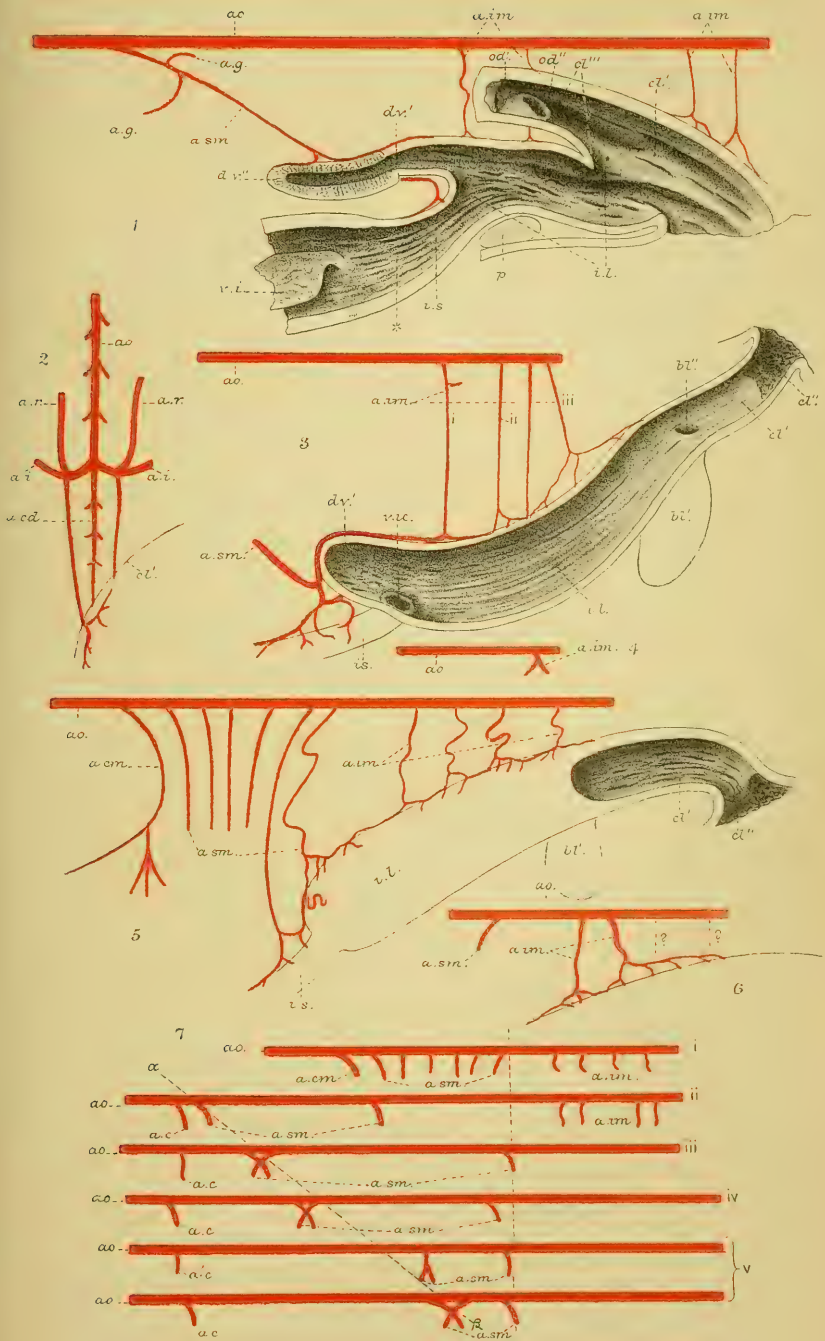 ao a.im a.im
a.g. od' od'' cl''' cl'
a.g. a sm dv.'
d v.''
1
v.i. * i.s p i.l.
2 ao
a.r. a.r. ao. a.im i ii iii bl'' cl''
a.i a.i. 3 cl'
a.cd dv.' v.ic. bl'
cl' a.sm. i.l.
is. ao a.im. 4
ao.
a cm. a.im.
a sm. cl' cl''
i.l. bl'.
ao.
5 a.sm. a.im. ? ?
i s. 6
7 ao. i
α a.cm a.sm. a.im.
ao. ii
a.c a.sm. a.im
ao. iii
a.c a.sm.
ao. iv
a.c a.sm
ao. v
a.c a.sm
ao.
a.c β a.sm